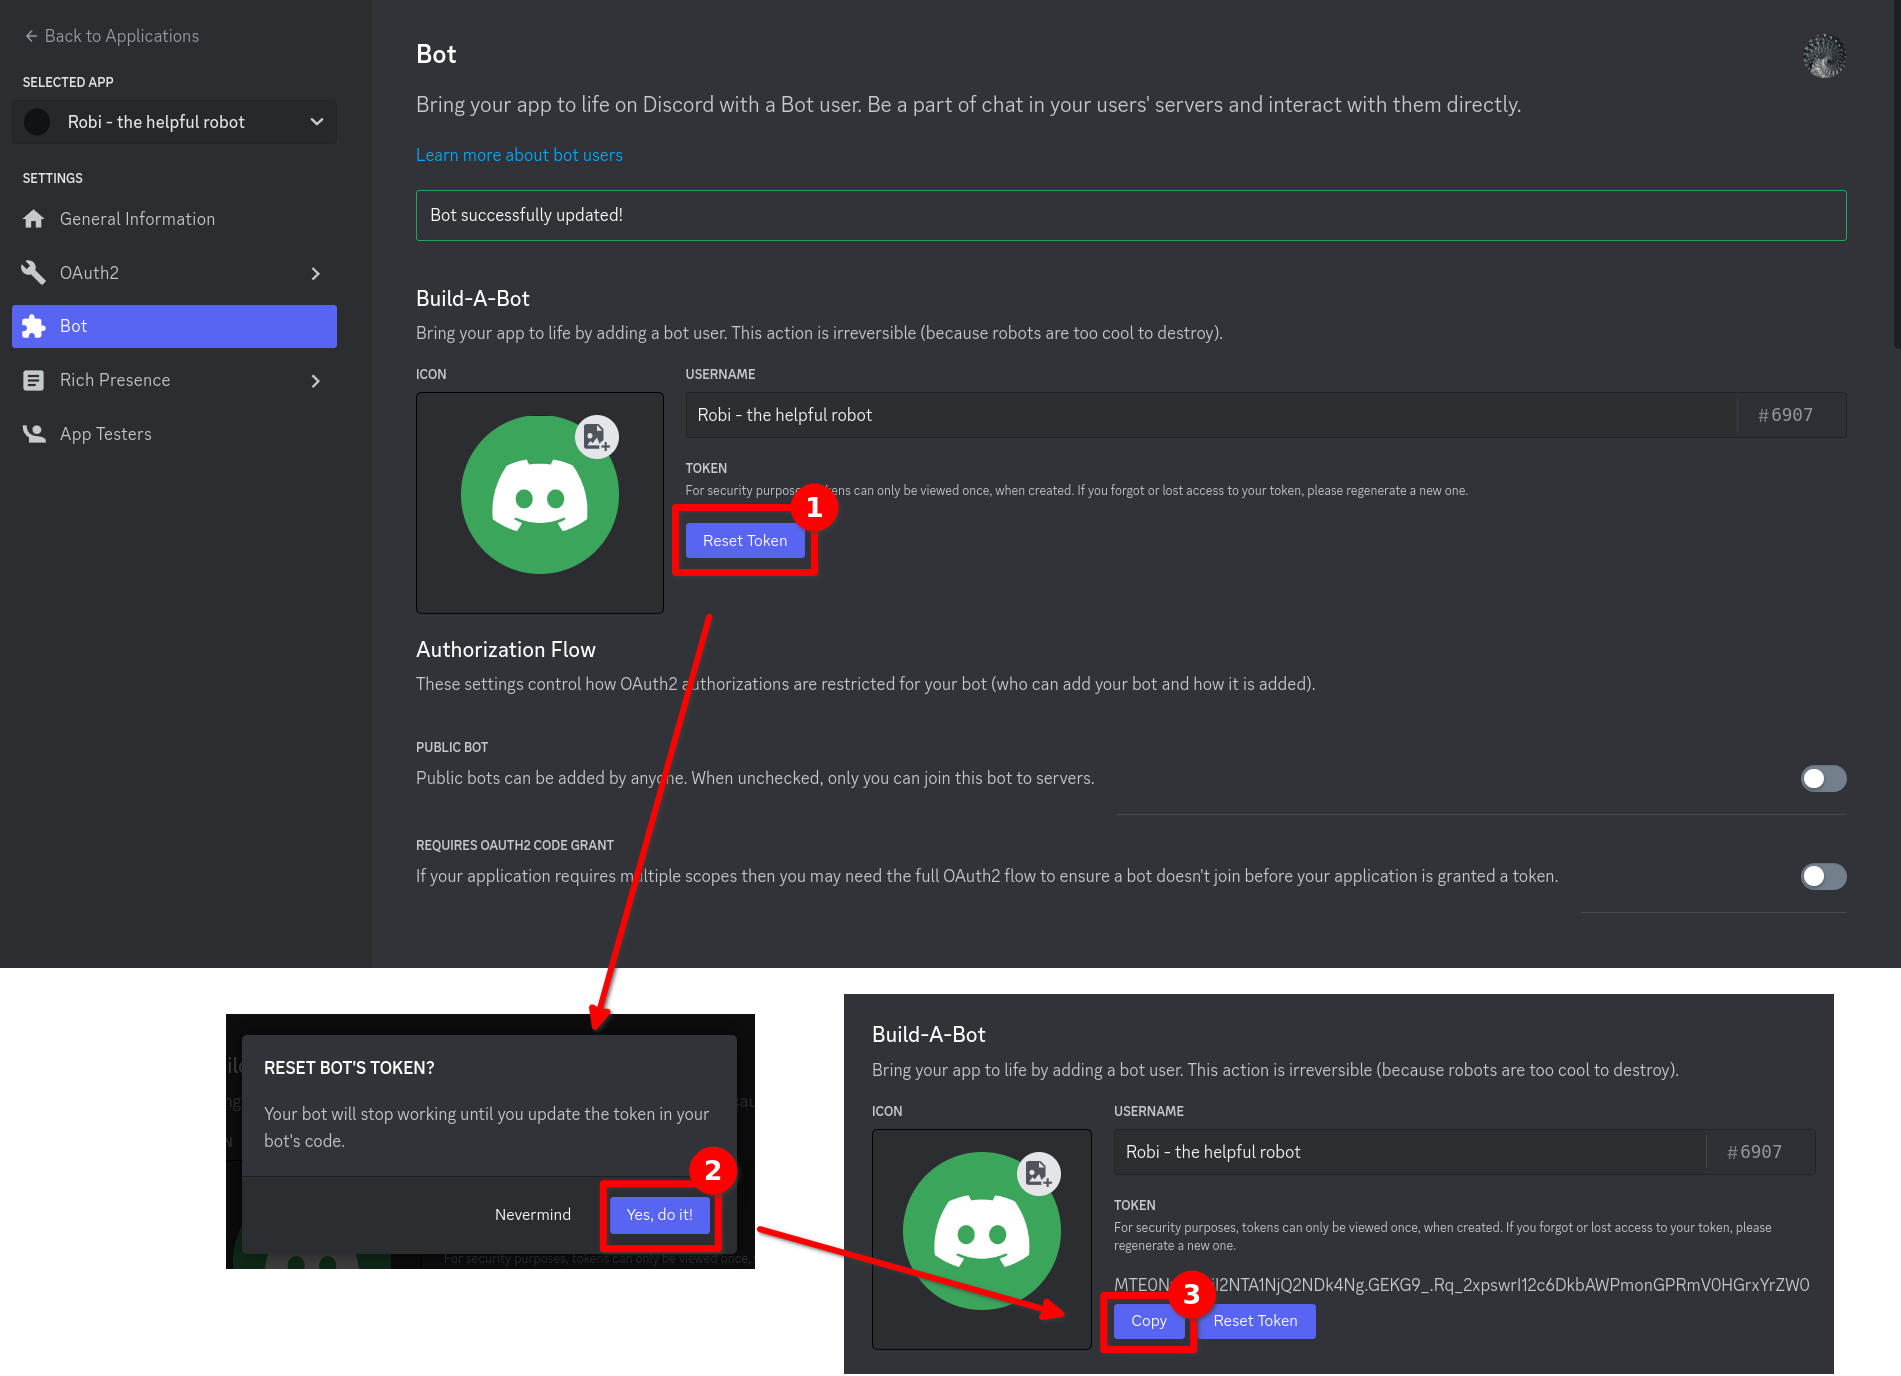 ← Back to Applications
SELECTED APP
Robi - the helpful robot
SETTINGS
General Information
OAuth2
Bot
Rich Presence
App Testers
Bot
Bring your app to life on Discord with a Bot user. Be a part of chat in your users' servers and interact with them directly.
Learn more about bot users
Bot successfully updated!
Build-A-Bot
Bring your app to life by adding a bot user. This action is irreversible (because robots are too cool to destroy).
ICON
USERNAME
Robi - the helpful robot #6907
TOKEN
For security purpos kens can only be viewed once, when created. If you forgot or lost access to your token, please regenerate a new one.
1
Reset Token
Authorization Flow
These settings control how OAuth2 authorizations are restricted for your bot (who can add your bot and how it is added).
PUBLIC BOT
Public bots can be added by anyone. When unchecked, only you can join this bot to servers.
REQUIRES OAUTH2 CODE GRANT
If your application requires multiple scopes then you may need the full OAuth2 flow to ensure a bot doesn't join before your application is granted a token.
RESET BOT'S TOKEN?
Your bot will stop working until you update the token in your
bot's code.
2
Nevermind Yes, do it!
For security purposes, tokens can only be viewed once,
Build-A-Bot
Bring your app to life by adding a bot user. This action is irreversible (because robots are too cool to destroy).
ICON
USERNAME
Robi - the helpful robot #6907
TOKEN
For security purposes, tokens can only be viewed once, when created. If you forgot or lost access to your token, please
regenerate a new one.
3
Copy Reset Token